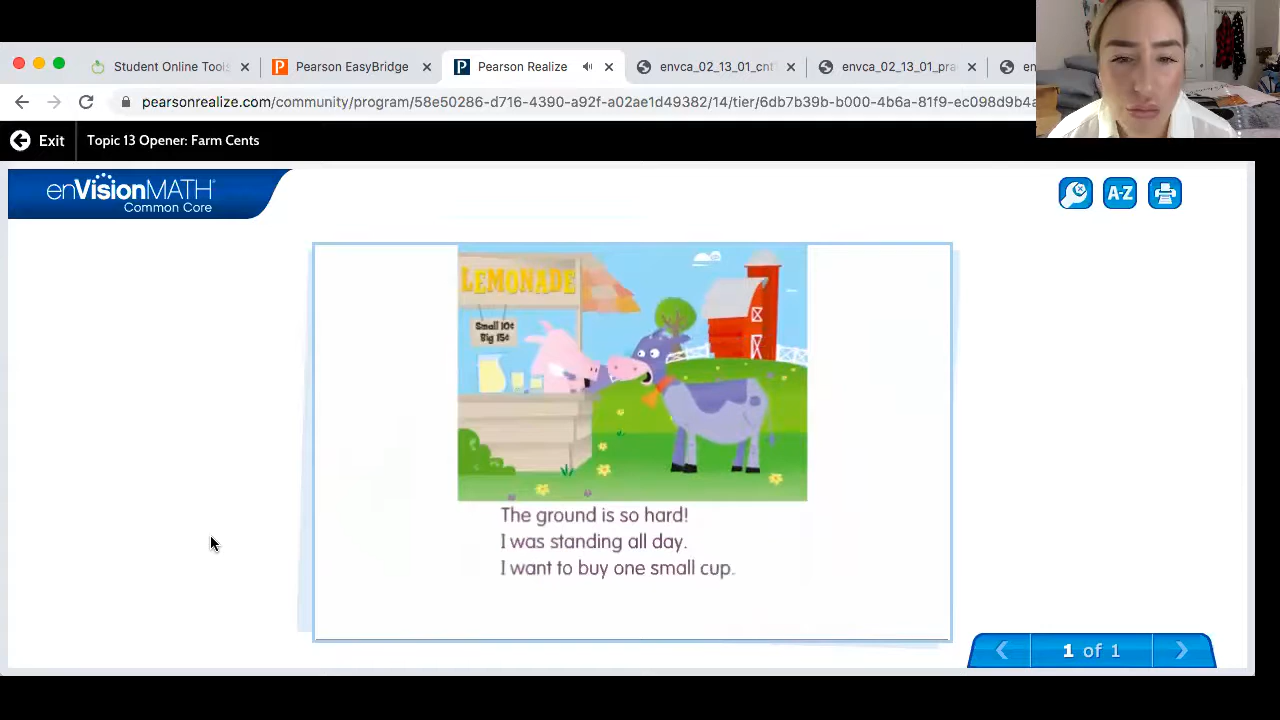 Student Online Tools
Pearson EasyBridge
Pearson Realize
envca_02_13_01_cnt
envca_02_13_01_pra
en
pearsonrealize.com/community/program/58e50286-d716-4390-a92f-a02ae1d49382/14/tier/6db7b39b-b000-4b6a-81f9-ec098d9b4a
Exit
Topic 13 Opener: Farm Cents
enVisionMATH
Common Core
A-Z
LEMONADE
Small 10¢
Big 15¢
The ground is so hard!
I was standing all day.
I want to buy one small cup.
1 of 1